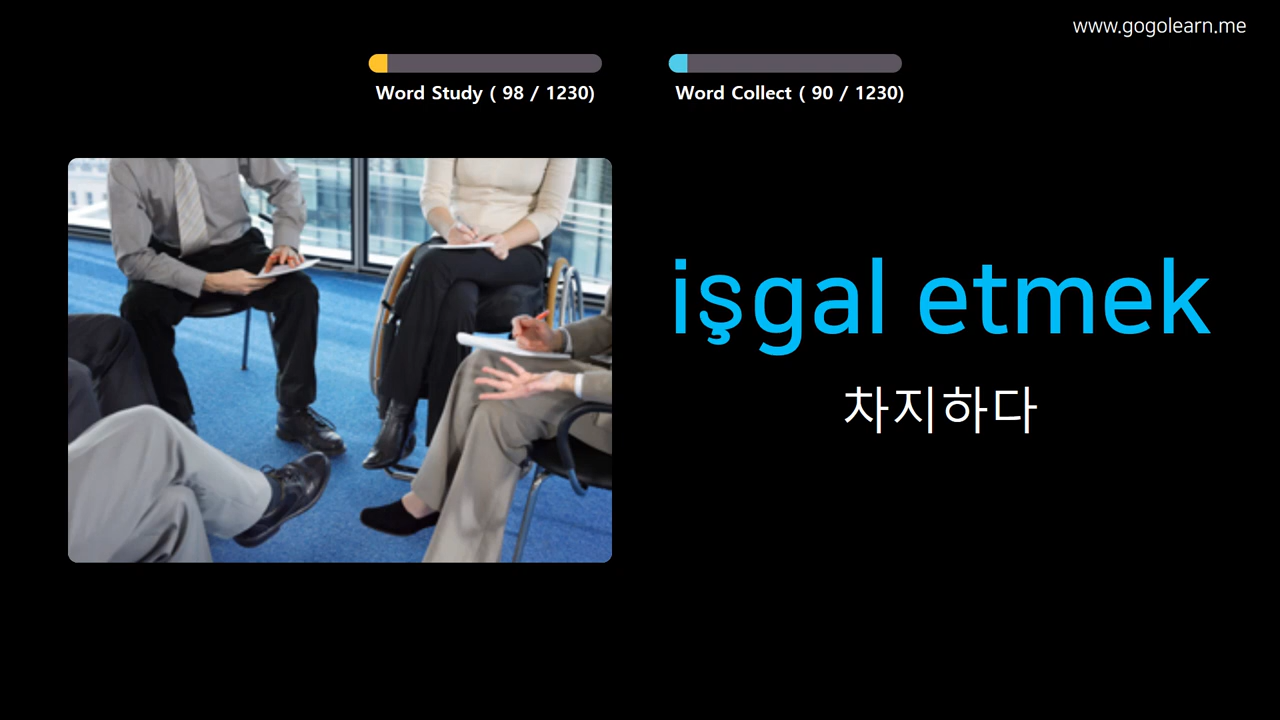 www.gogolearn.me
Word Study ( 98 / 1230)
Word Collect ( 90 / 1230)
işgal etmek
차지하다